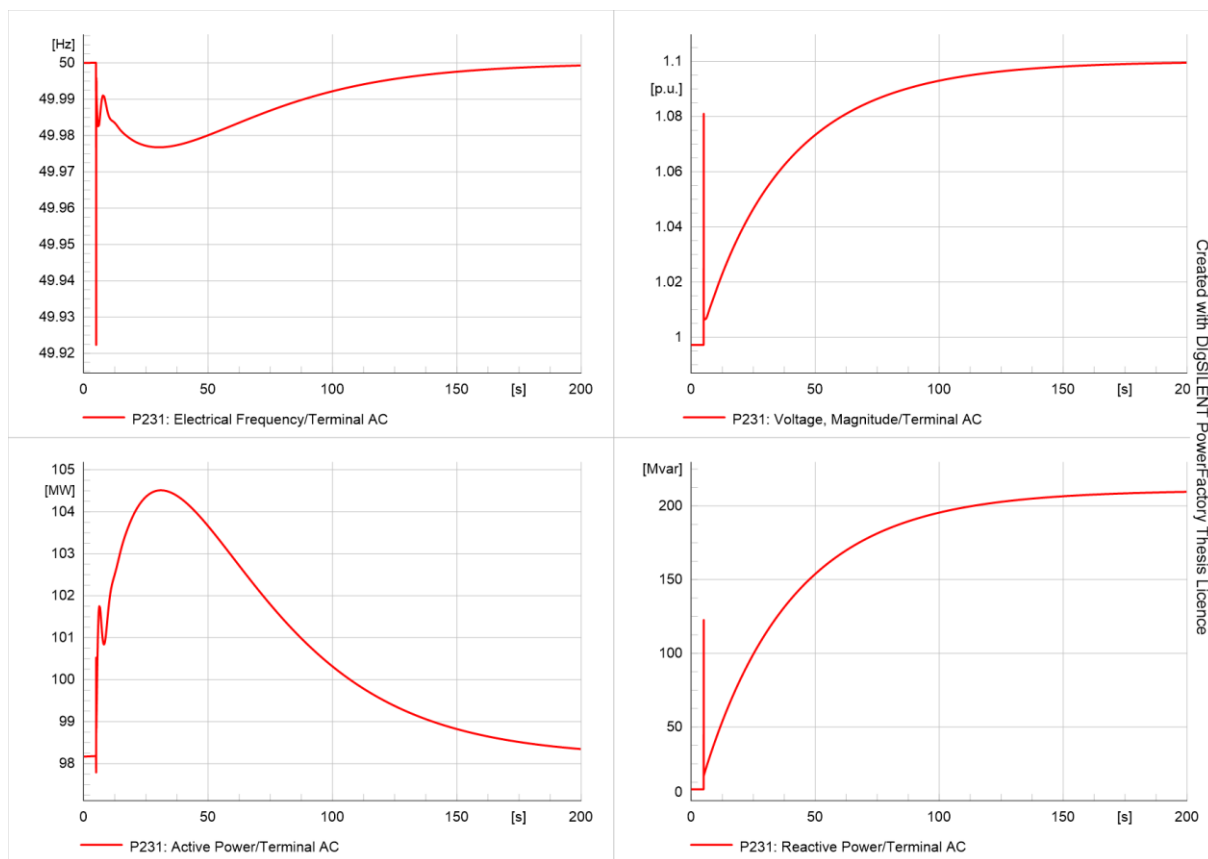 [Hz]
50
49.99
49.98
49.97
49.96
49.95
49.94
49.93
49.92
0 50 100 150 [s] 200
P231: Electrical Frequency/Terminal AC
1.1
[p.u.]
1.08
1.06
1.04
1.02
1
0 50 100 150 [s] 200
P231: Voltage, Magnitude/Terminal AC
105
[MW]
104
103
102
101
100
99
98
0 50 100 150 [s] 200
P231: Active Power/Terminal AC
[Mvar]
200
150
100
50
0
0 50 100 150 [s] 200
P231: Reactive Power/Terminal AC
Created with DIgSILENT PowerFactory Thesis Licence